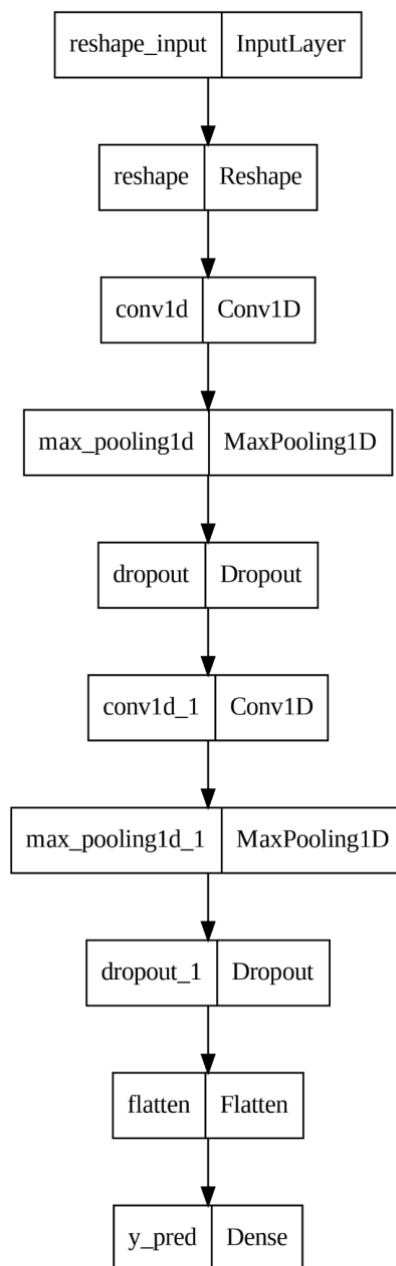 reshape_input InputLayer
reshape Reshape
conv1d Conv1D
max_pooling1d MaxPooling1D
dropout Dropout
conv1d_1 Conv1D
max_pooling1d_1 MaxPooling1D
dropout_1 Dropout
flatten Flatten
y_pred Dense